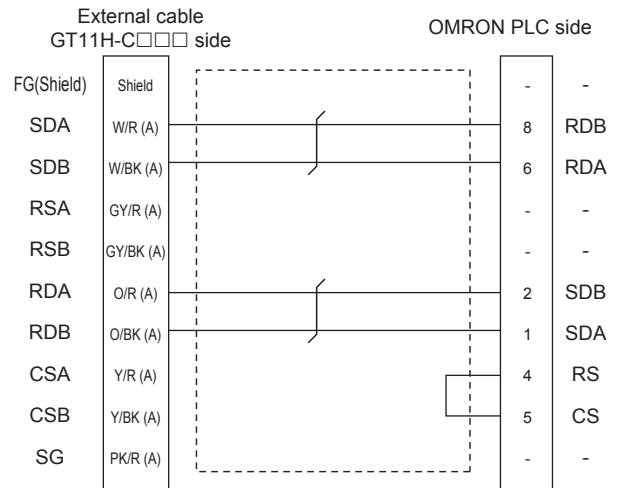 External cable
GT11H-C□□□ side
OMRON PLC side
FG(Shield) Shield - -
SDA W/R (A) 8 RDB
SDB W/BK (A) 6 RDA
RSA GY/R (A) - -
RSB GY/BK (A) - -
RDA O/R (A) 2 SDB
RDB O/BK (A) 1 SDA
CSA Y/R (A) 4 RS
CSB Y/BK (A) 5 CS
SG PK/R (A) - -